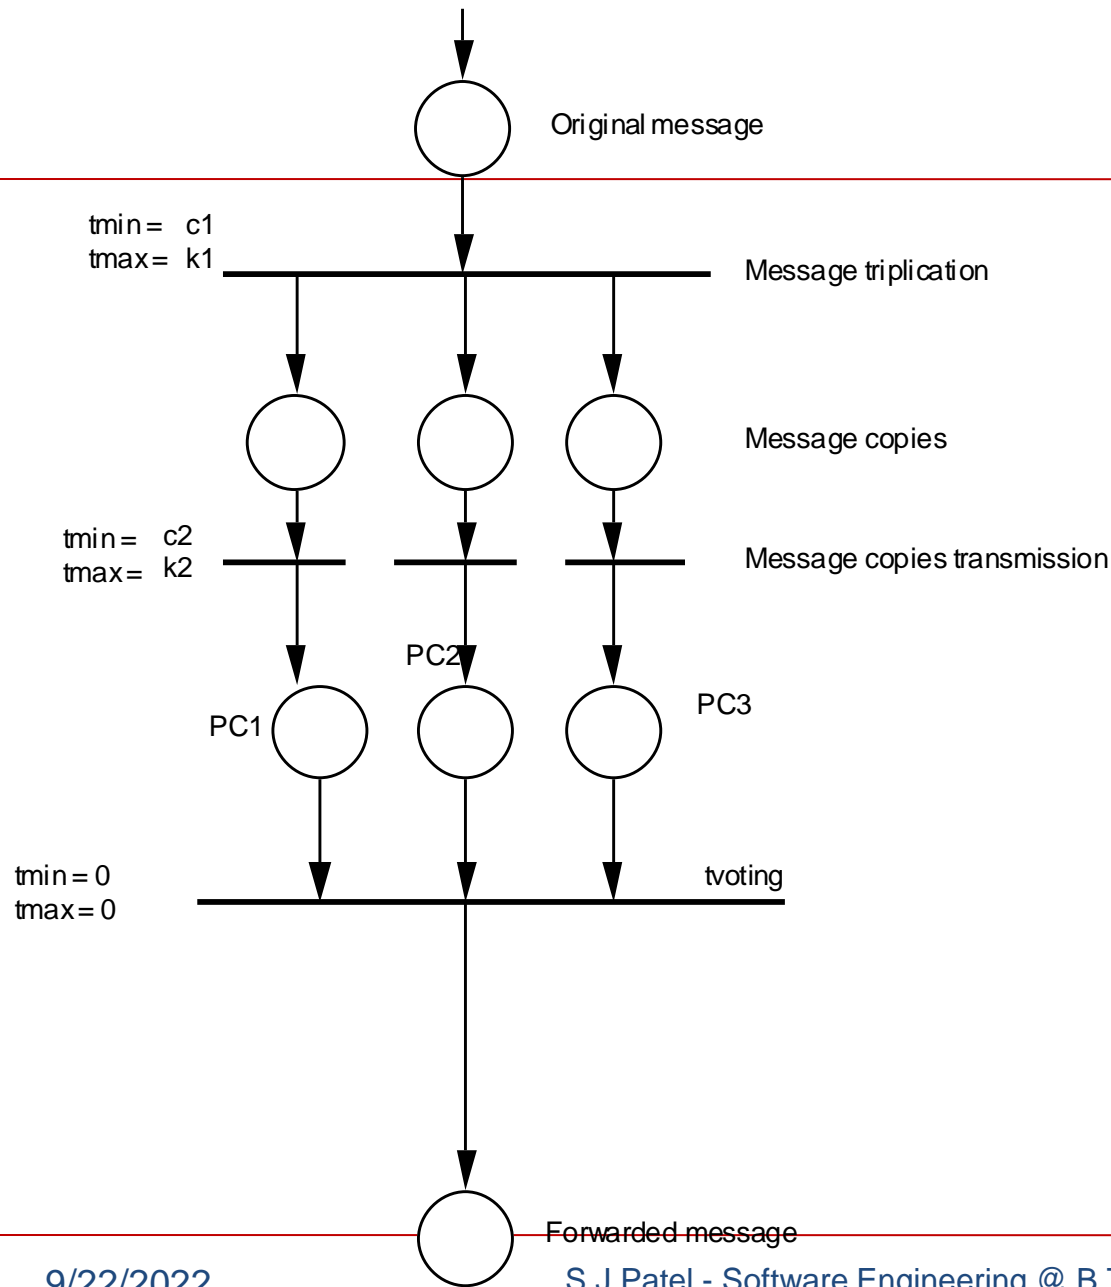 Original message
tmin = c1
tmax = k1
Message triplication
Message copies
tmin = c2
tmax = k2
Message copies transmission
PC2
PC1
PC3
tmin = 0
tmax = 0
tvoting
Forwarded message
9/22/2022
S J Patel - Software Engineering @ B